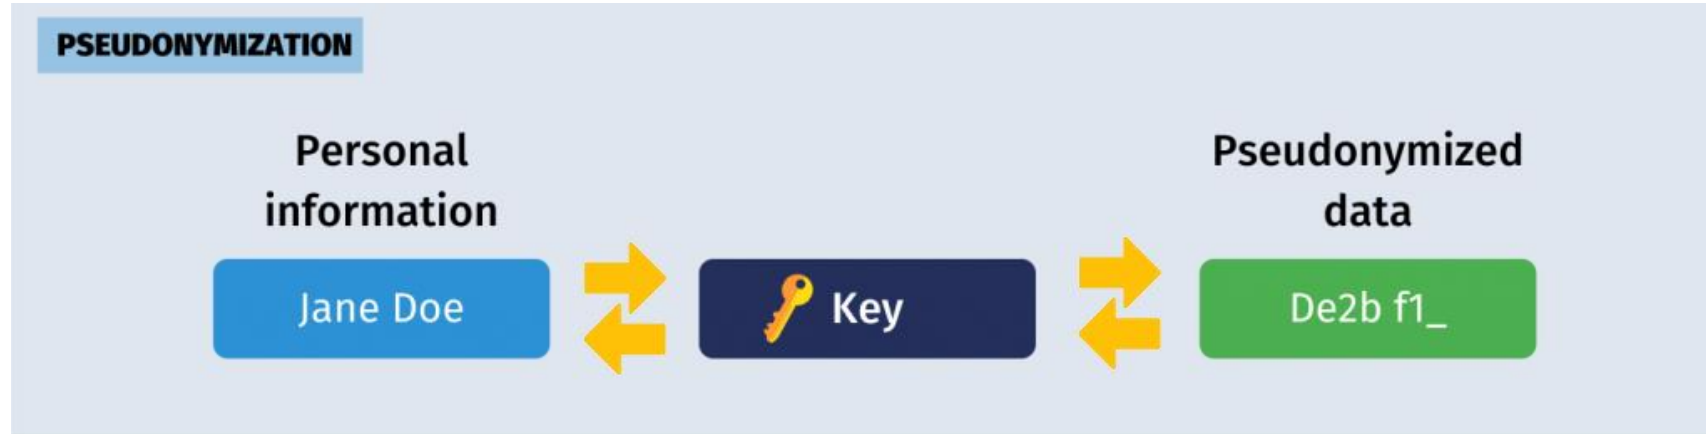 PSEUDONYMIZATION
Personal
information
Jane Doe
Key
Pseudonymized
data
De2b f1_